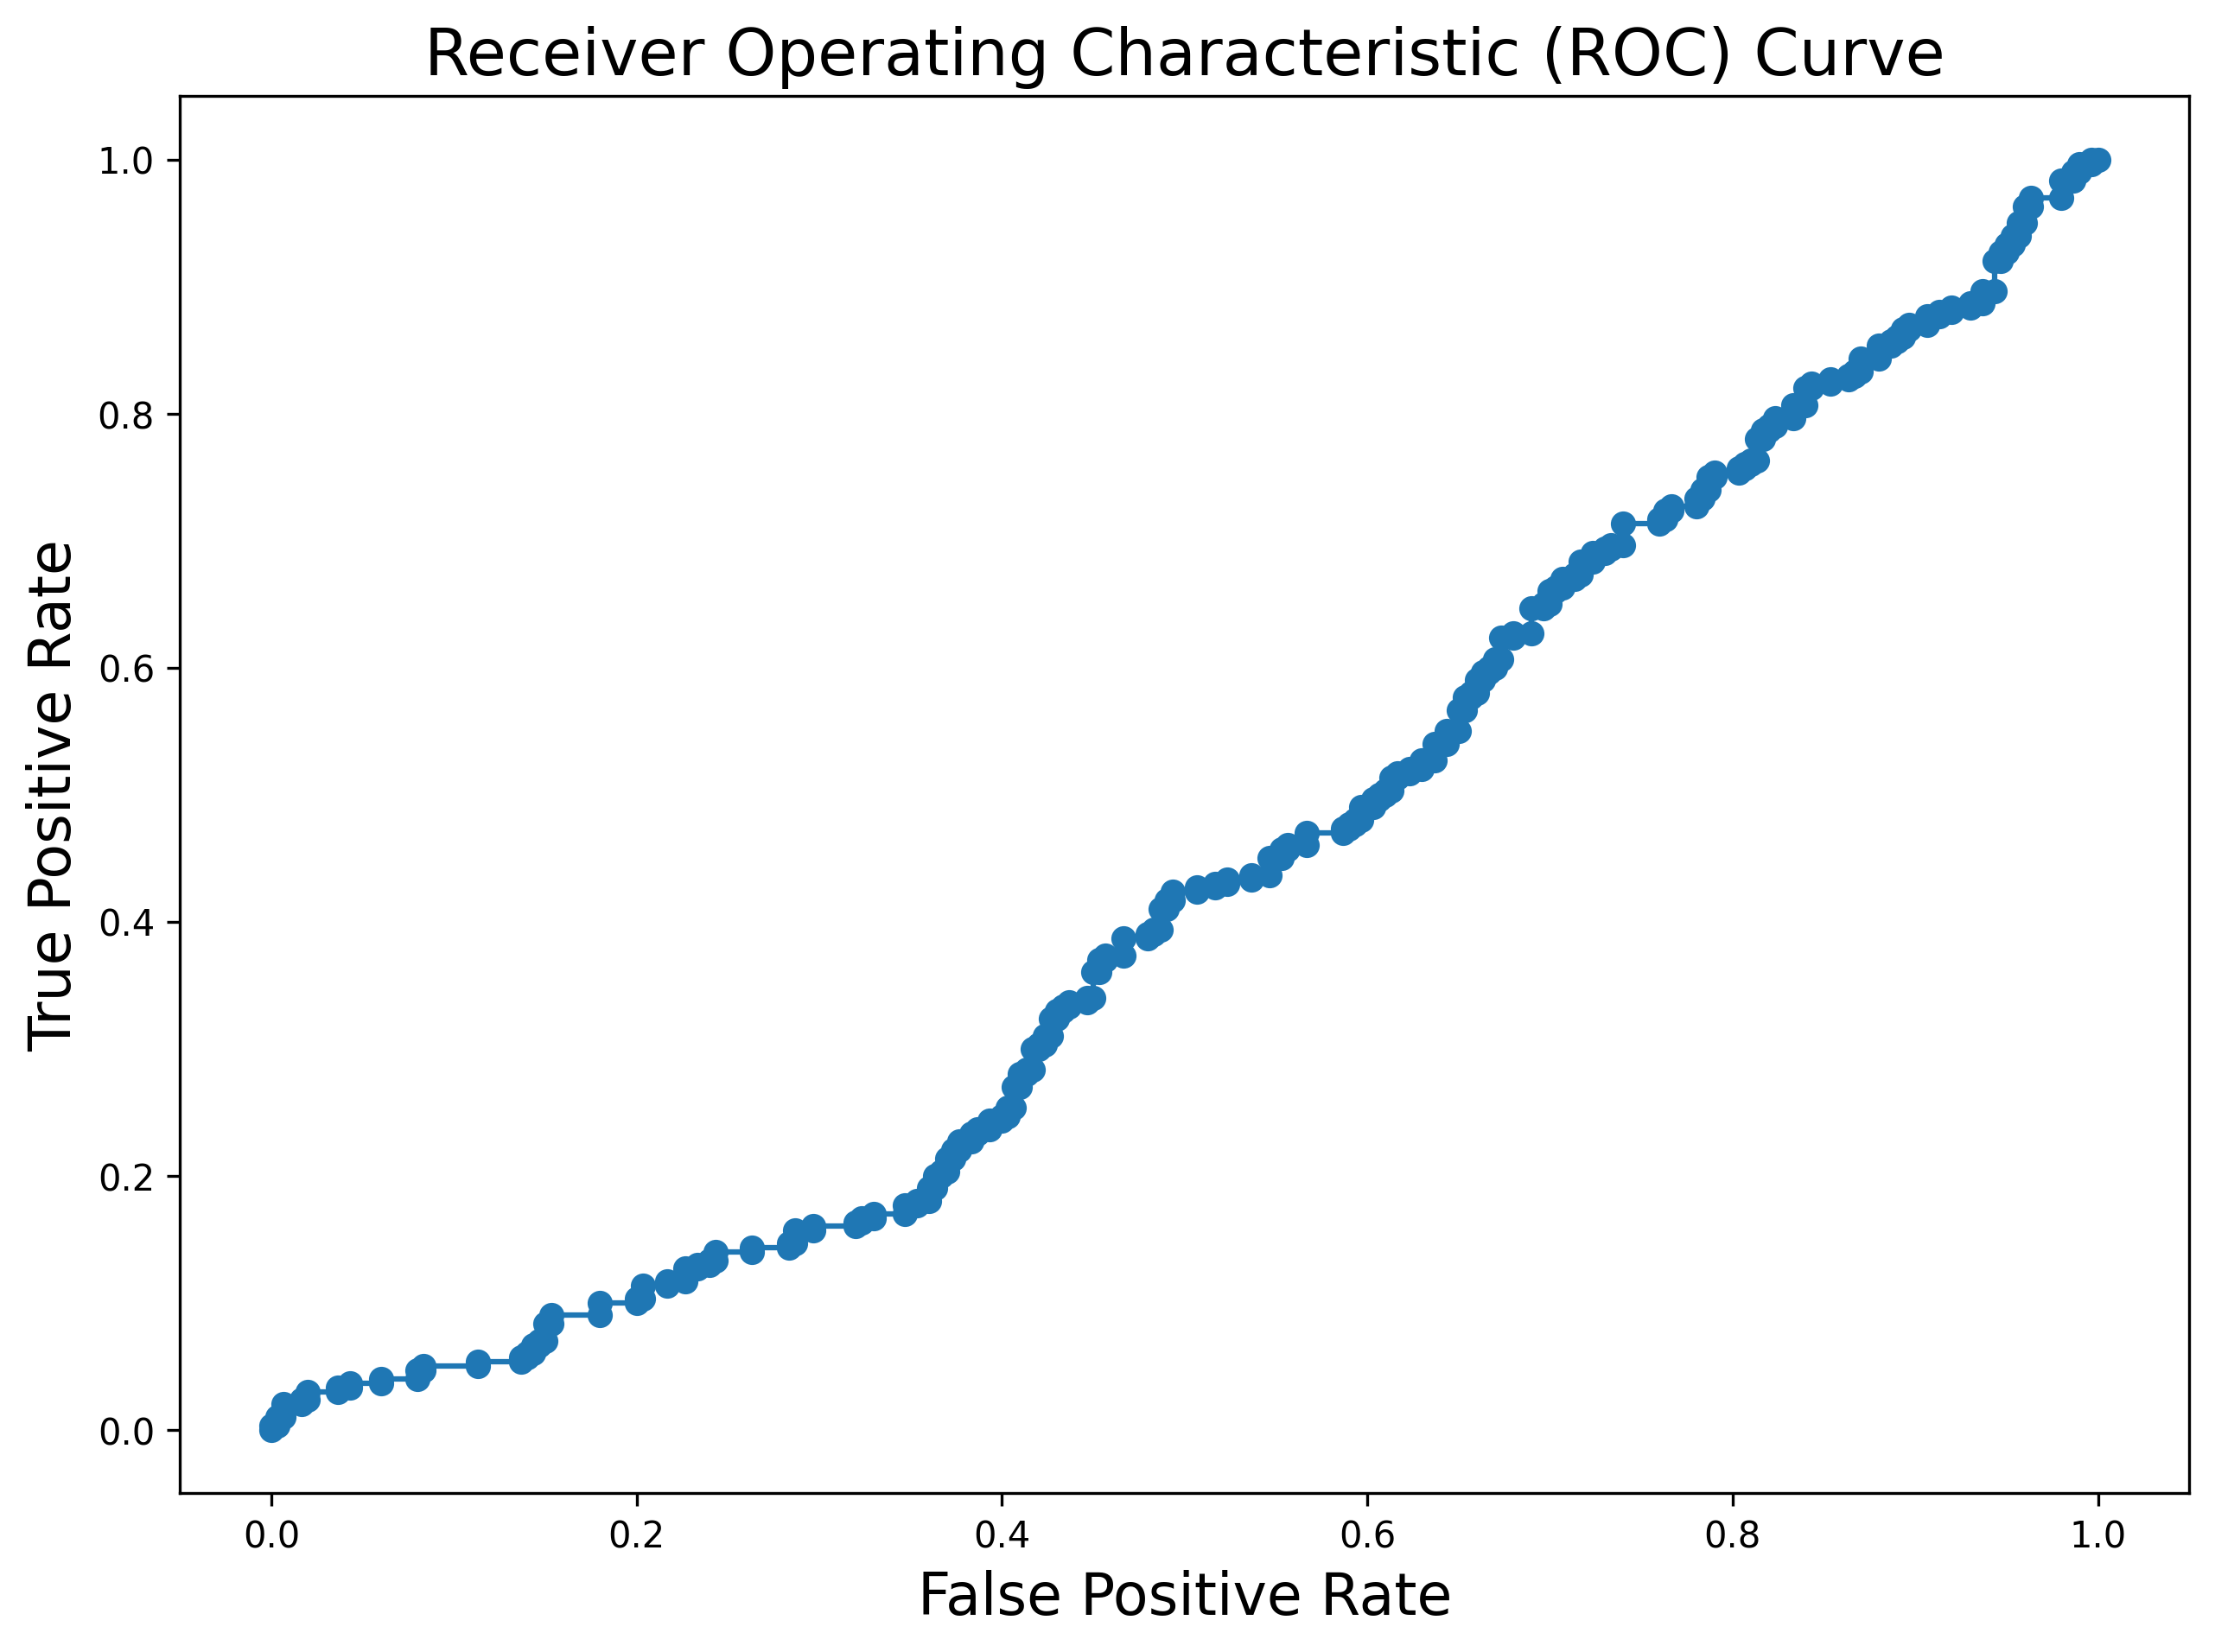 Receiver Operating Characteristic (ROC) Curve
True Positive Rate
1.0
0.8
0.6
0.4
0.2
0.0
0.0 0.2 0.4 0.6 0.8 1.0
False Positive Rate